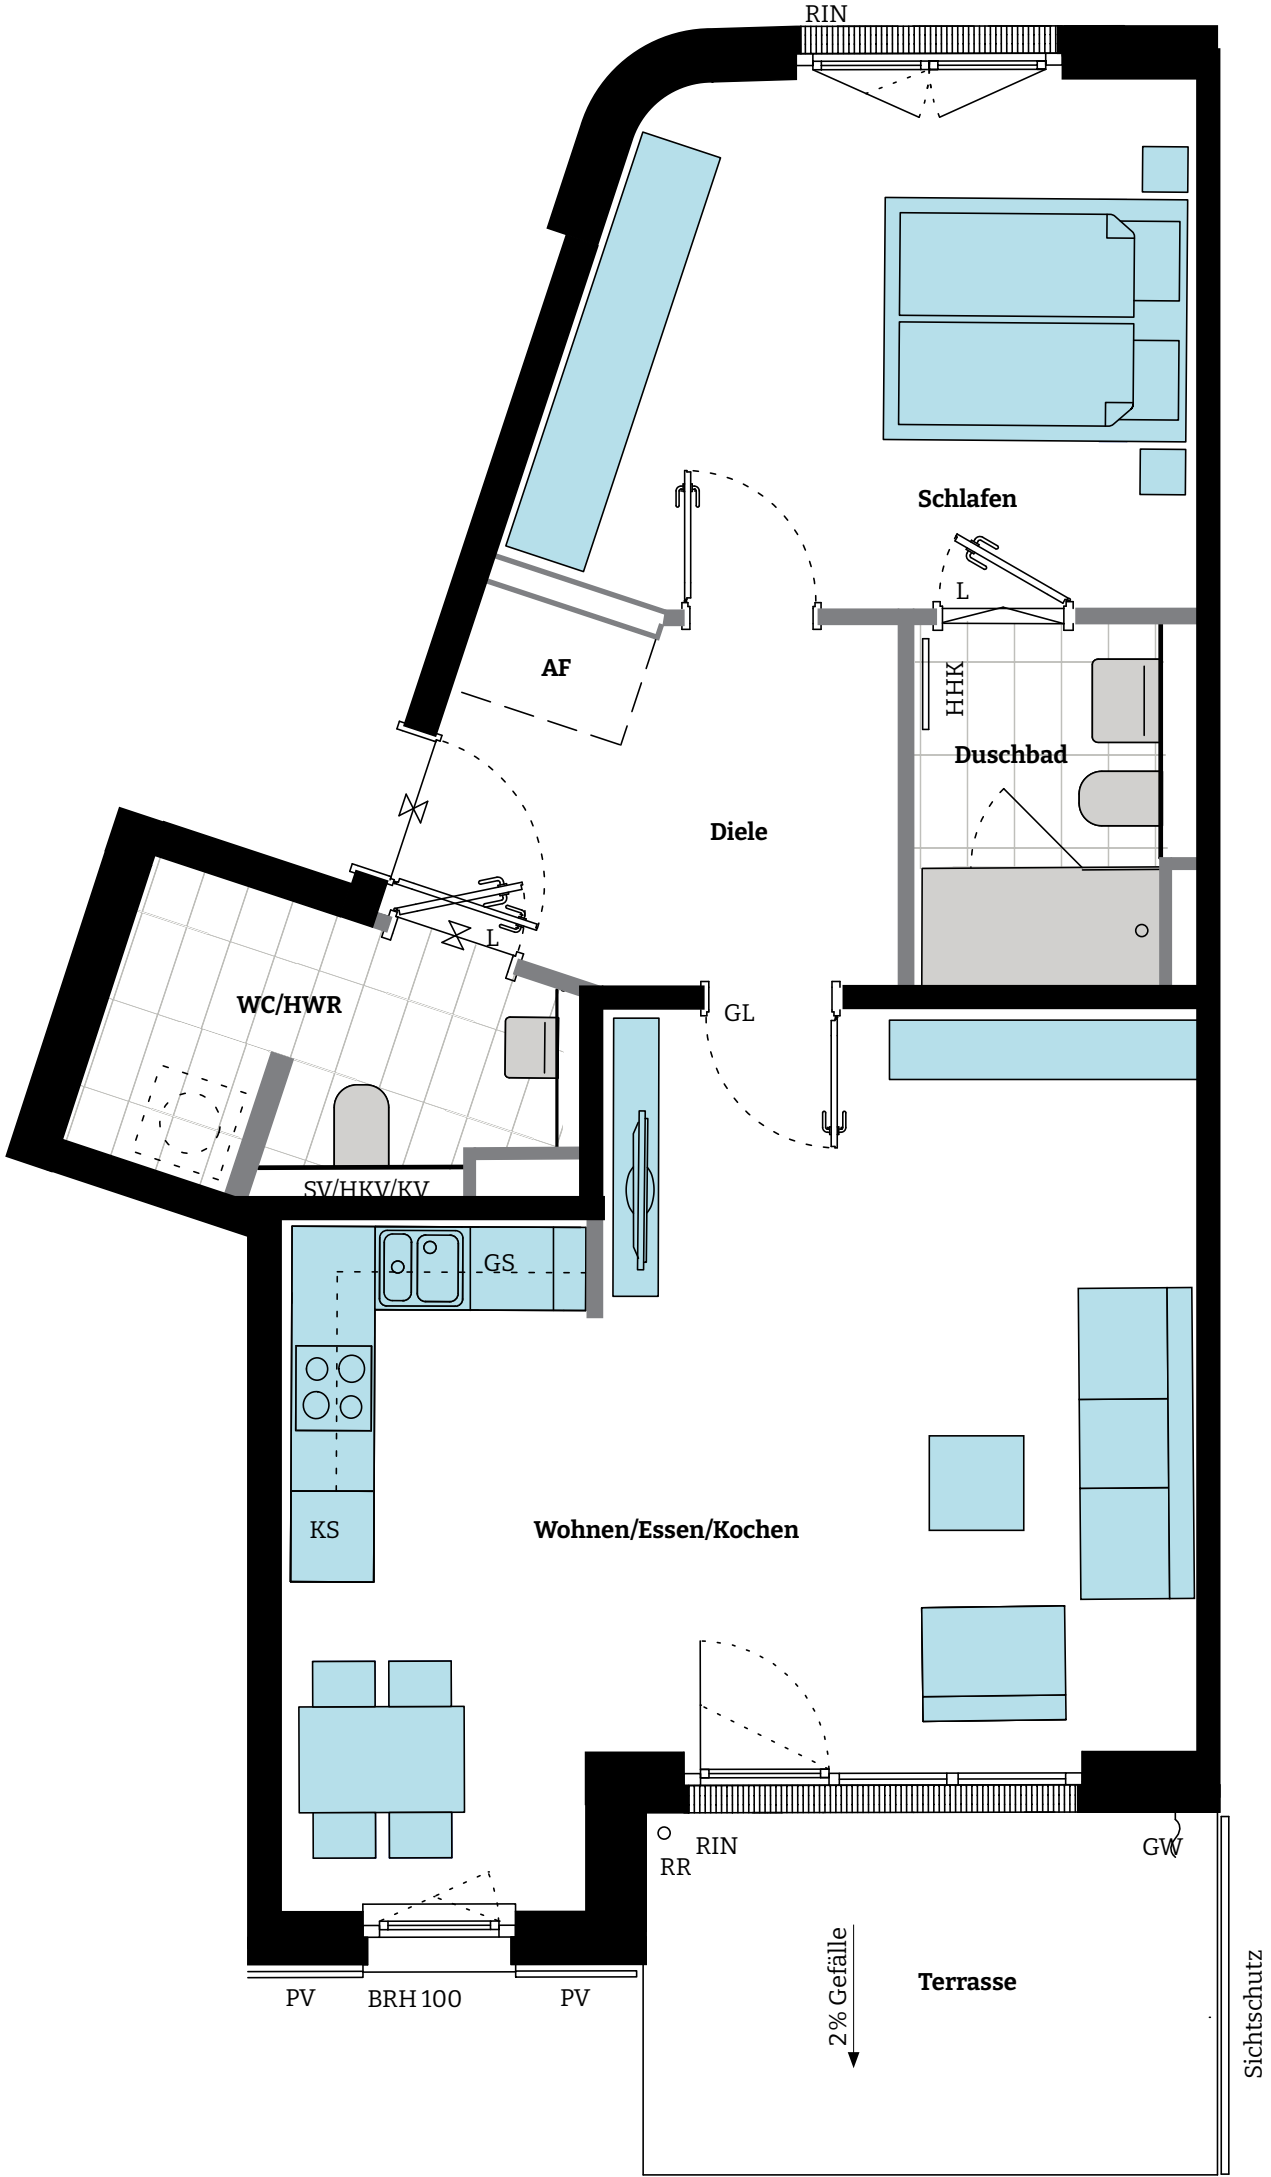 RIN
Schlafen
L
AF
HHK
Duschbad
Diele
L
WC/HWR
GL
SV/HKV/KV
GS
KS
Wohnen/Essen/Kochen
RIN
GW
RR
2% Gefälle
Terrasse
Sichtschutz
PV
BRH 100
PV